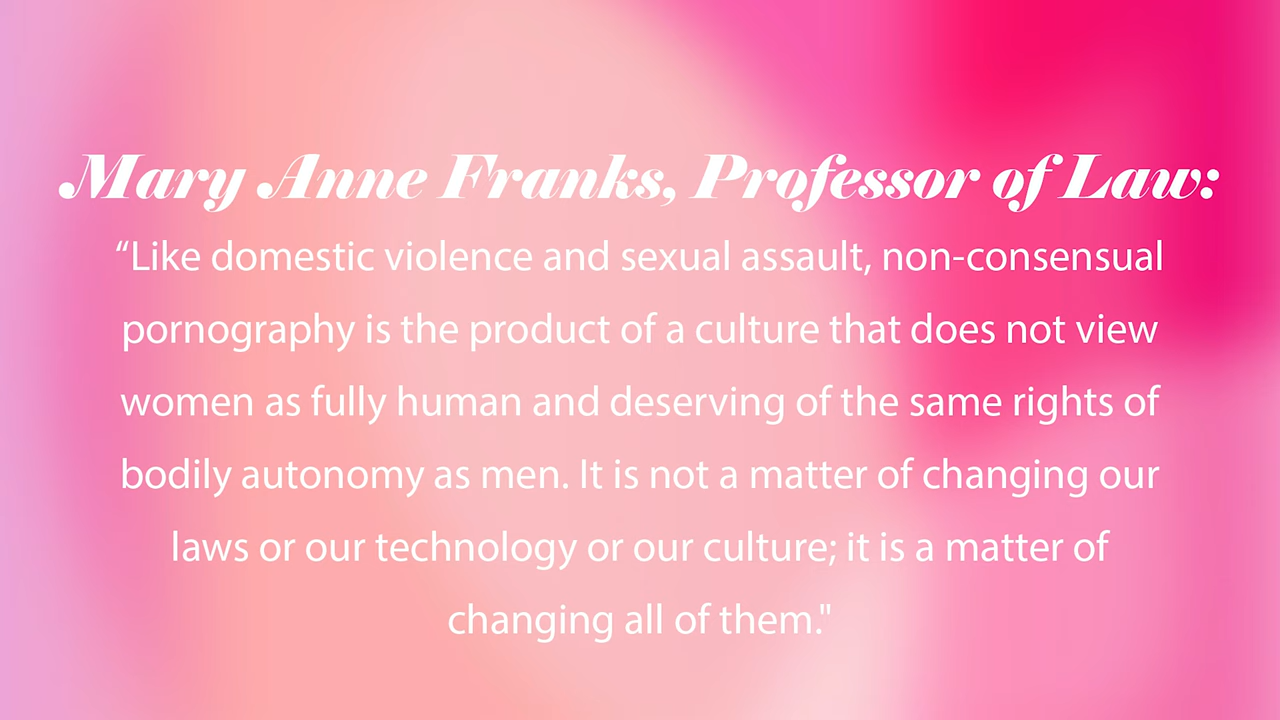 Mary Anne Franks, Professor of Law:
“Like domestic violence and sexual assault, non-consensual
pornography is the product of a culture that does not view
women as fully human and deserving of the same rights of
bodily autonomy as men. It is not a matter of changing our
laws or our technology or our culture; it is a matter of
changing all of them."